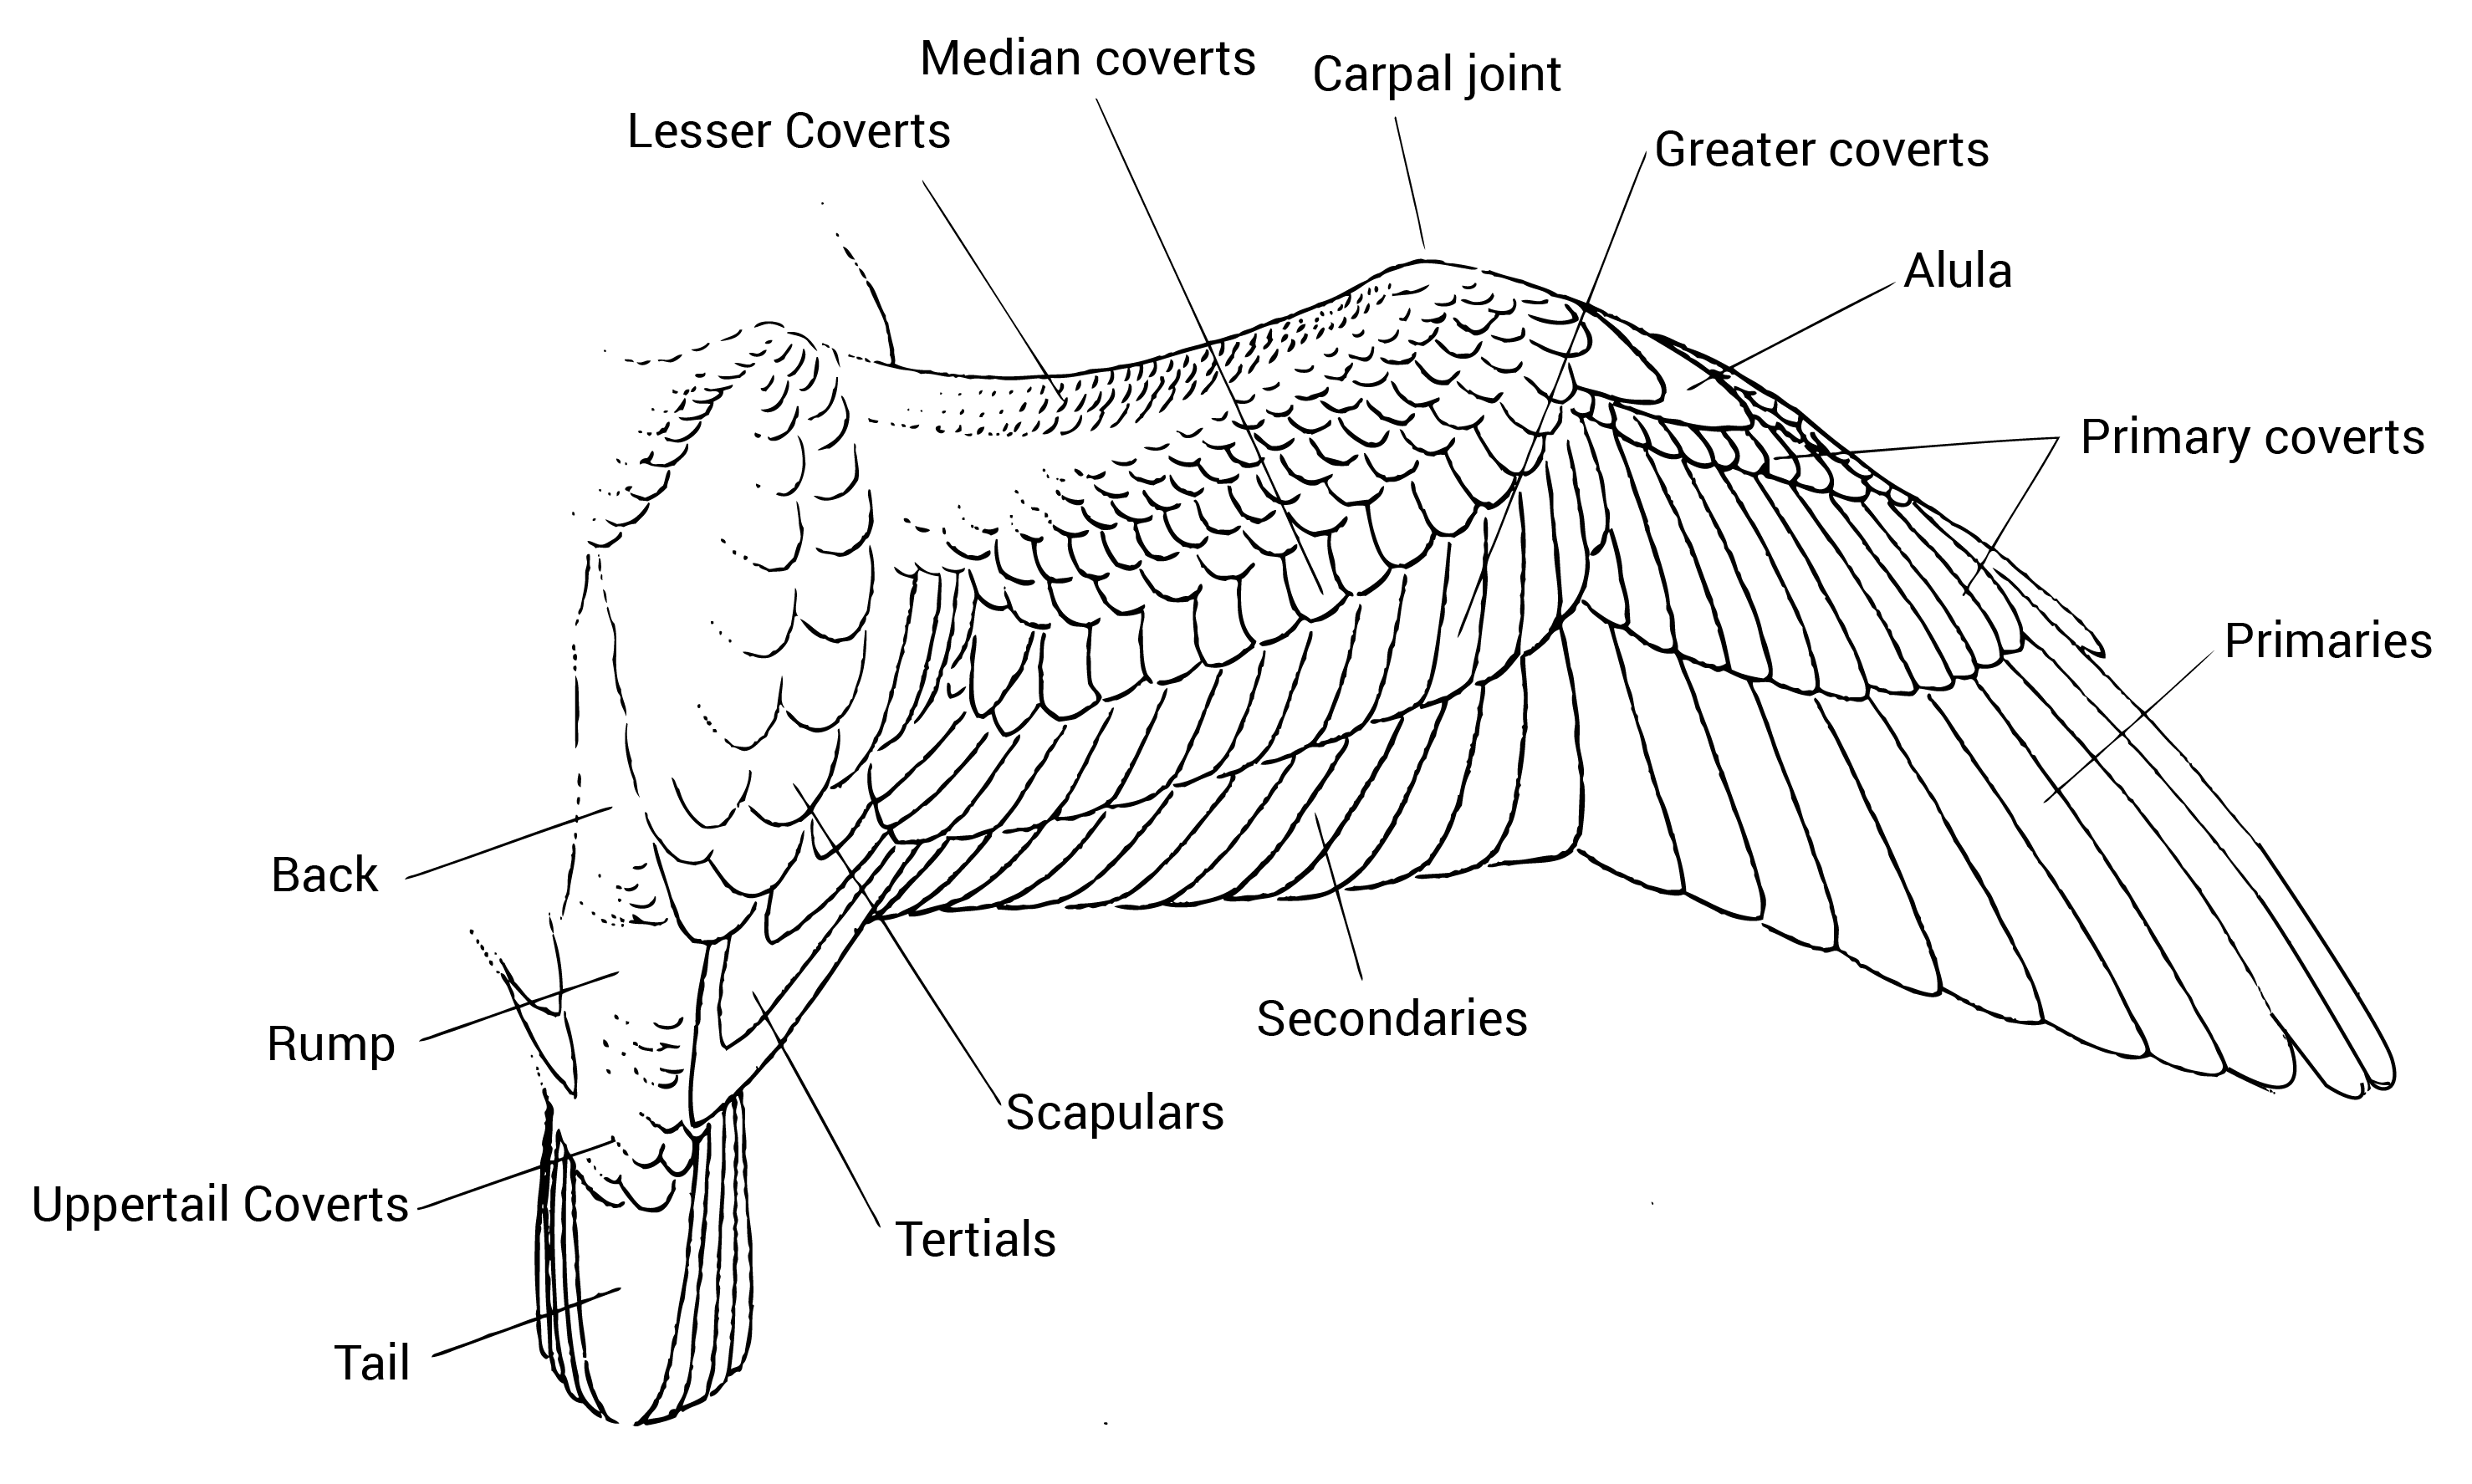 Median coverts
Carpal joint
Lesser Coverts
Greater coverts
Alula
Primary coverts
Primaries
Back
Secondaries
Rump
Scapulars
Uppertail Coverts
Tertials
Tail